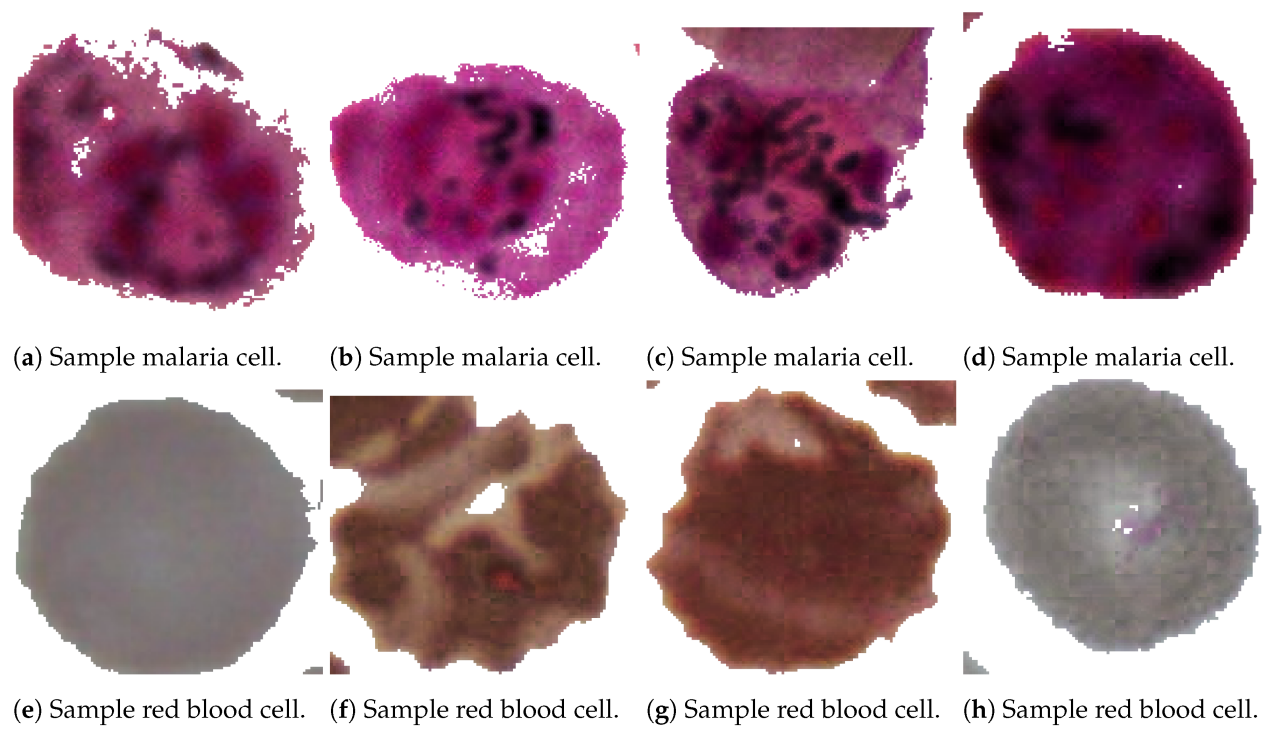 (a) Sample malaria cell.
(b) Sample malaria cell.
(c) Sample malaria cell.
(d) Sample malaria cell.
(e) Sample red blood cell.
(f) Sample red blood cell.
(g) Sample red blood cell.
(h) Sample red blood cell.